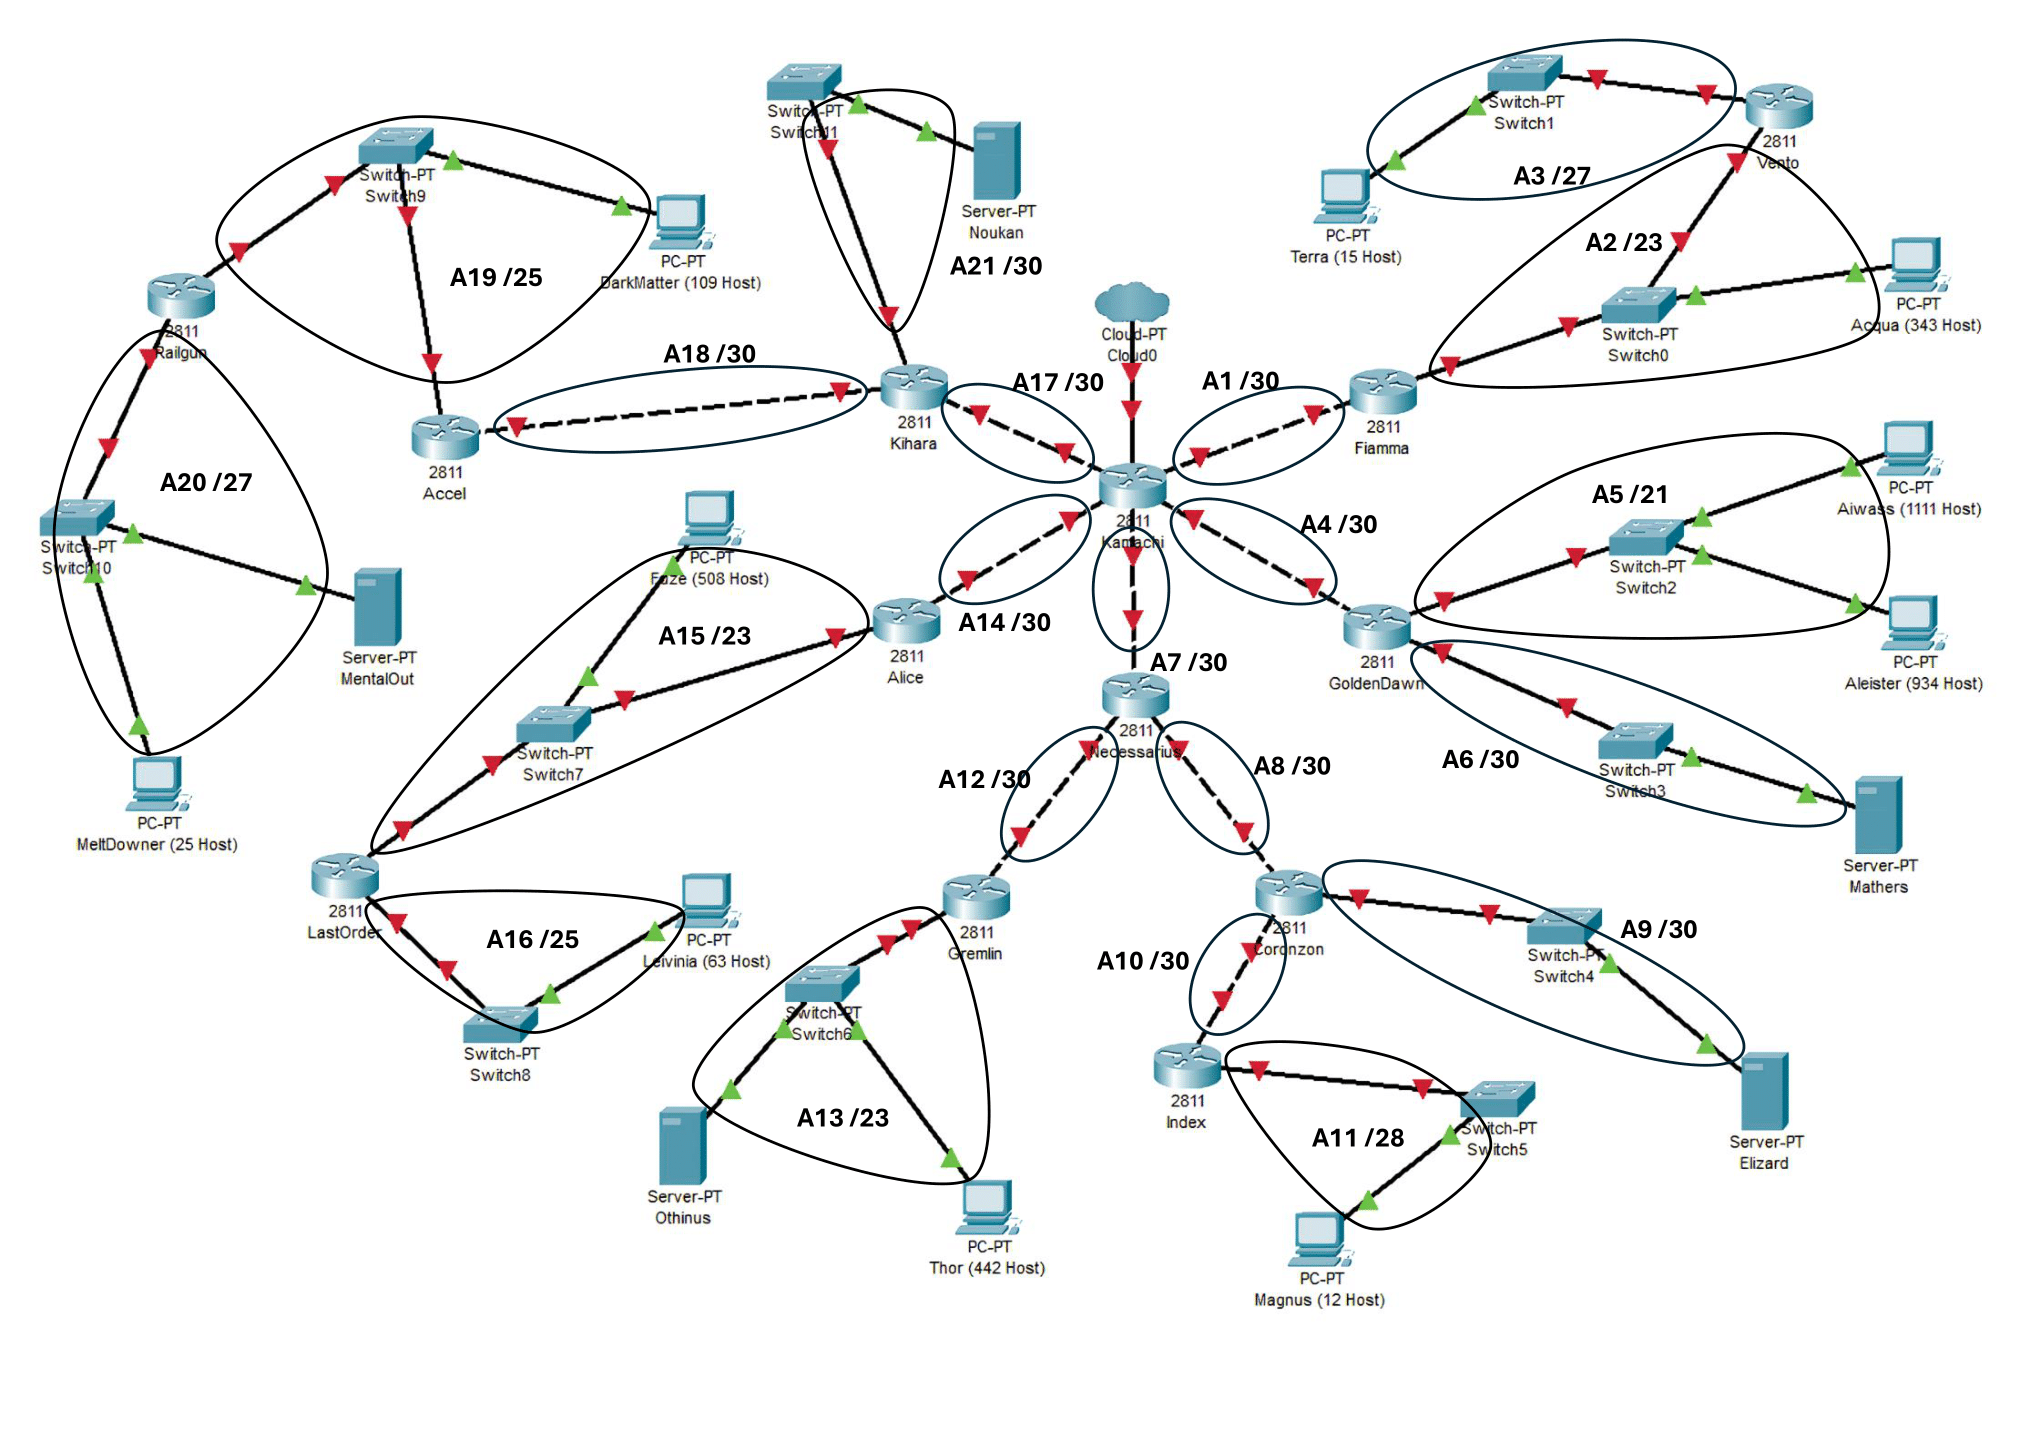 Switch-PT
Switch11
Server-PT
Noukan
A21 /30
Switch-PT
Switch1
2811
Vento
A3 /27
PC-PT
Terra (15 Host)
A2 /23
PC-PT
Acqua (343 Host)
Switch-PT
Switch0
Switch-PT
Switch9
A19 /25
PC-PT
DarkMatter (109 Host)
2811
Railgun
Cloud-PT
Cloud0
A18 /30
A17 /30
A1 /30
2811
Kihara
2811
Fiamma
2811
Accel
A20 /27
Switch-PT
Switch10
Server-PT
MentalOut
PC-PT
MeltDowner (25 Host)
2811
Kamachi
A4 /30
A5 /21
PC-PT
Aiwass (1111 Host)
Switch-PT
Switch2
PC-PT
Aleister (934 Host)
PC-PT
Fuze (508 Host)
A15 /23
A14 /30
2811
Alice
A7 /30
2811
GoldenDawn
Switch-PT
Switch7
2811
Necessarius
A12 /30
A8 /30
A6 /30
Switch-PT
Switch3
Server-PT
Mathers
2811
LastOrder
A16 /25
PC-PT
Leivinia (63 Host)
Switch-PT
Switch8
2811
Gremlin
2811
Coronzon
A9 /30
Switch-PT
Switch4
A10 /30
Switch-PT
Switch6
A13 /23
Server-PT
Othinus
PC-PT
Thor (442 Host)
2811
Index
A11 /28
Switch-PT
Switch5
Server-PT
Elizard
PC-PT
Magnus (12 Host)